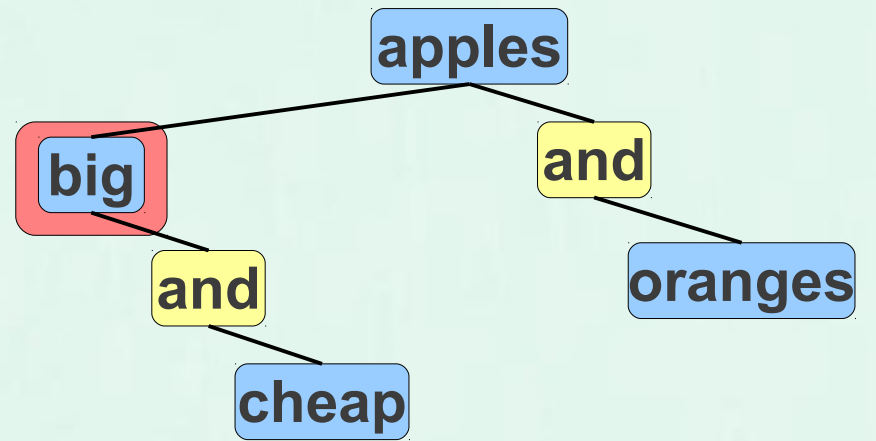 apples
big
and
and
oranges
cheap